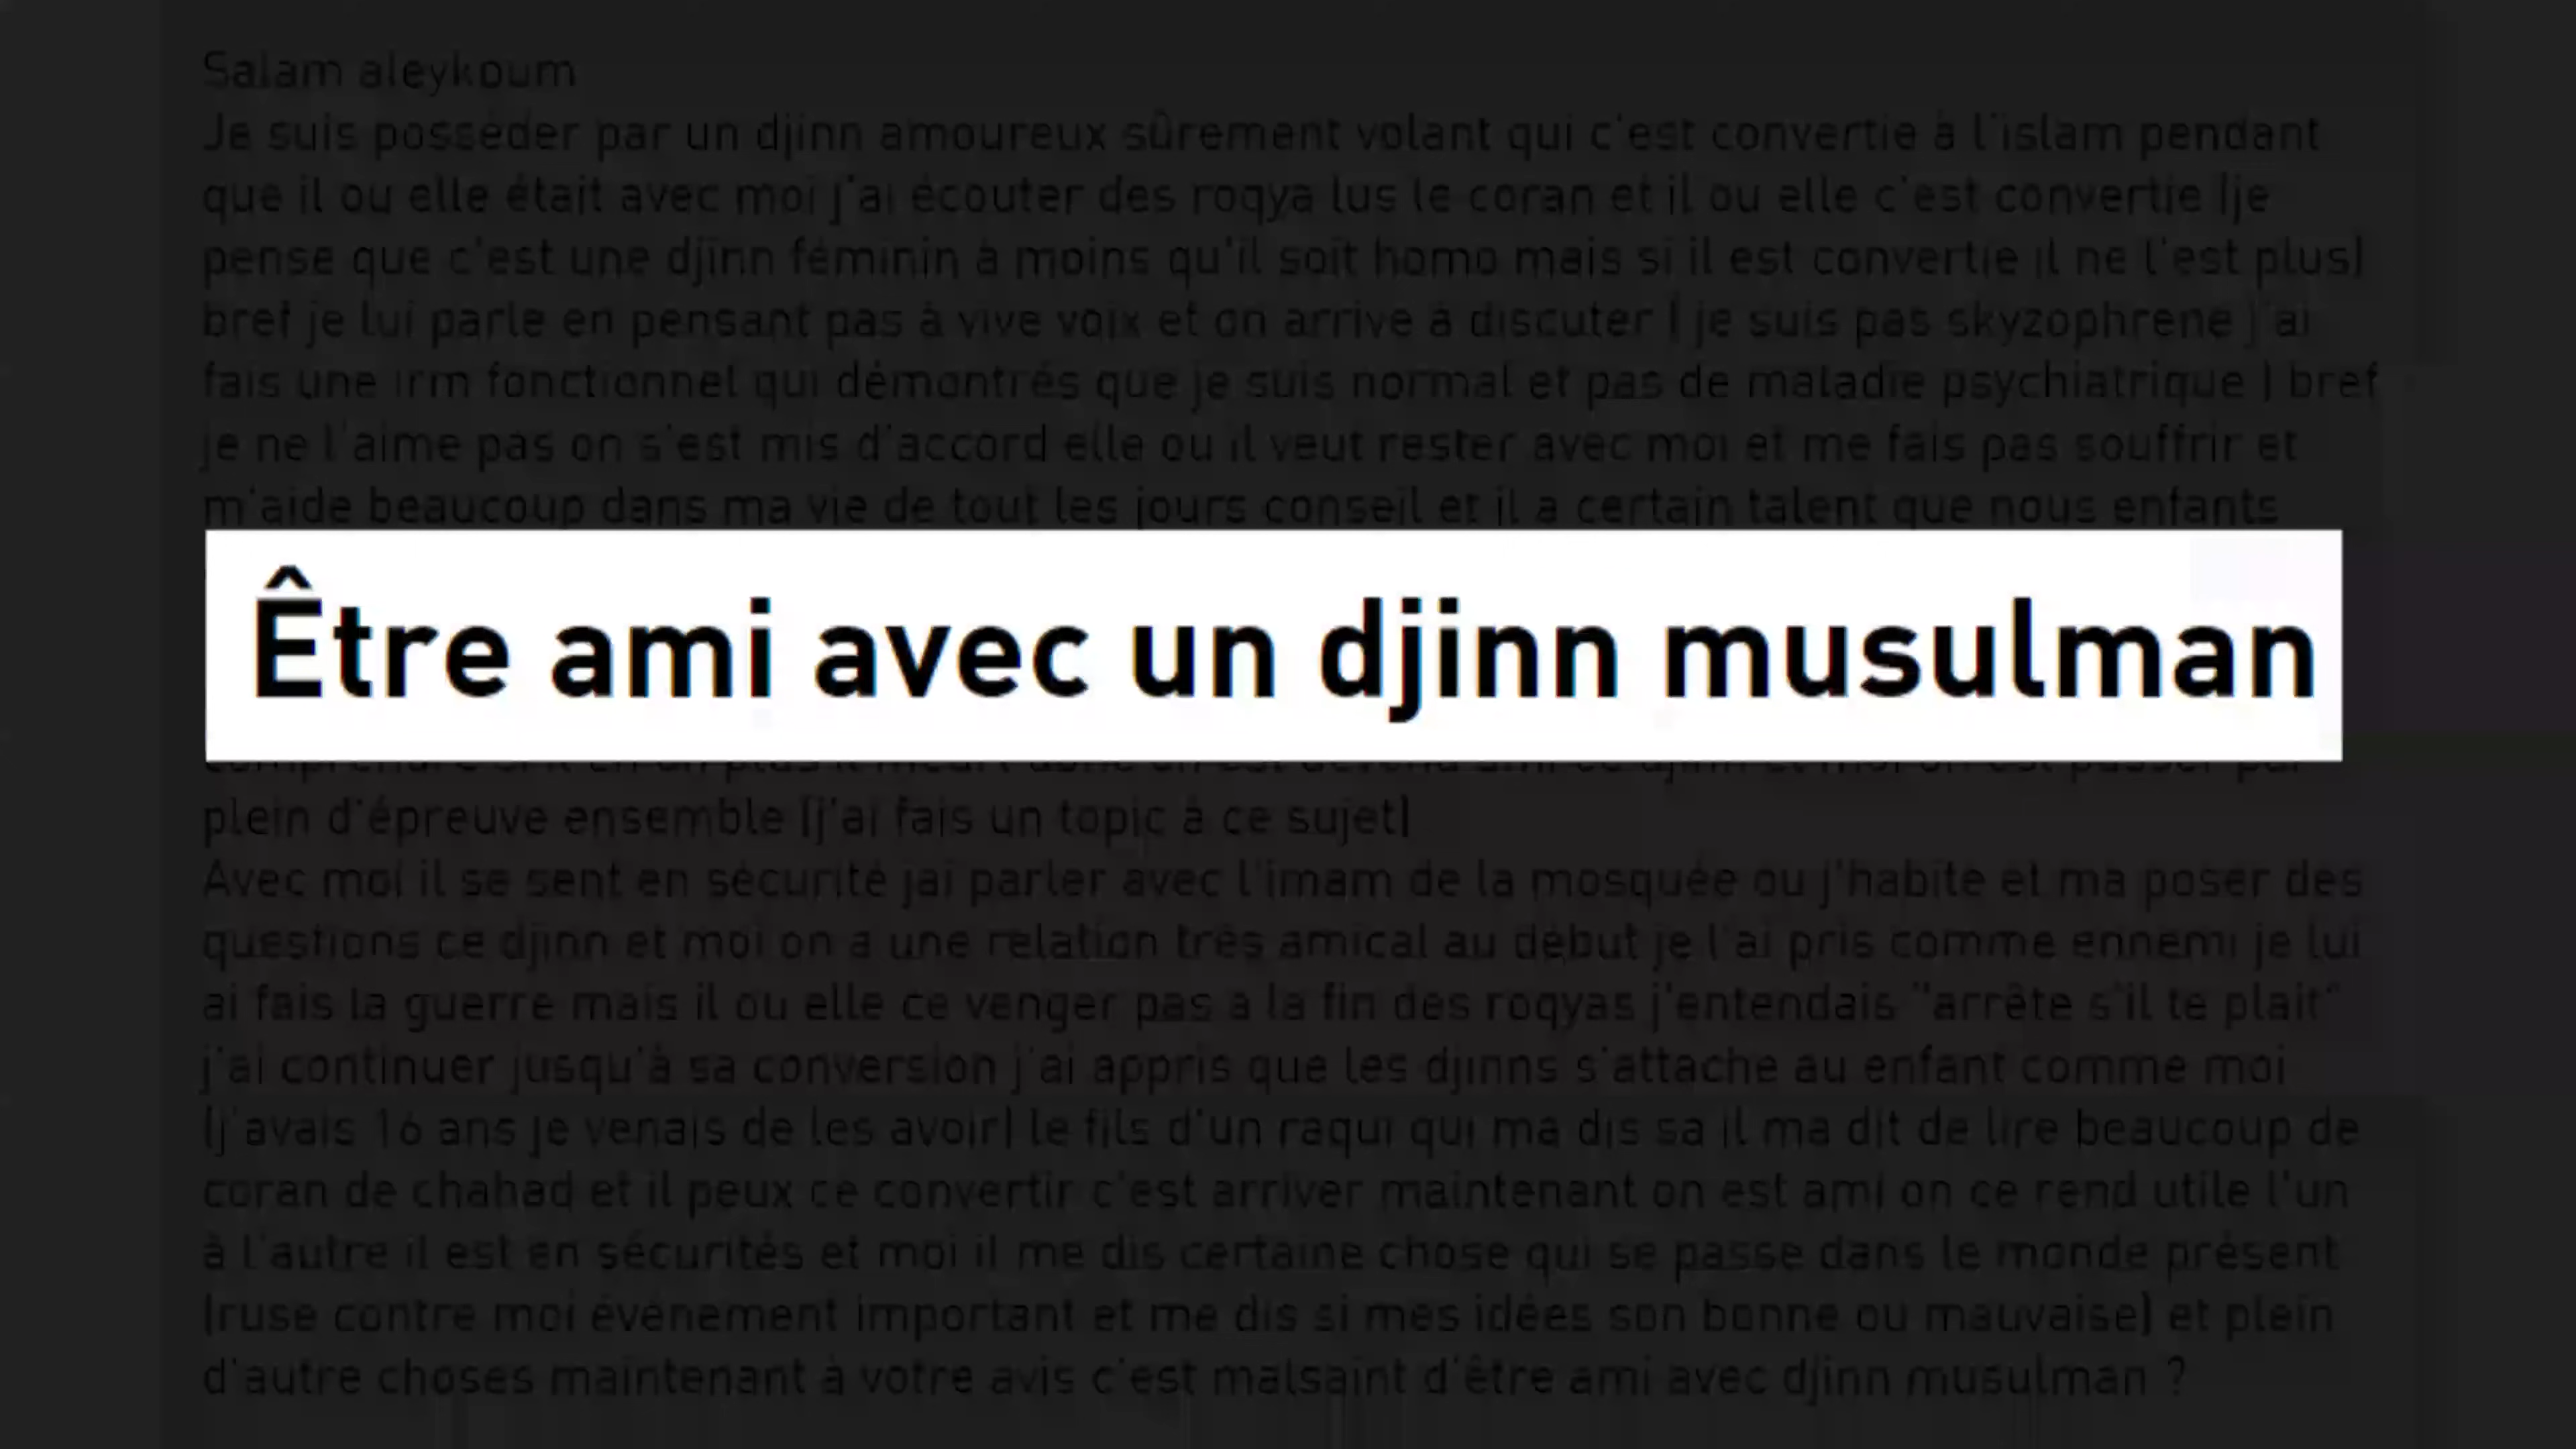 Salam aleykoum
Je suis posséder par un djinn amoureux sûrement volant qui c'est convertie à l'islam pendant
que il ou elle était avec moi j'ai écouter des roqya lus le coran et il ou elle c'est convertie (je
pense que c'est une djinn féminin à moins qu'il soit homo mais si il est convertie il ne l'est plus)
bref je lui parle en pensant pas à vive voix et on arrive à discuter ( je suis pas skyzophrene j'ai
fais une irm fonctionnel qui démontrés que je suis normal et pas de maladie psychiatrique ) bref
je ne l'aime pas on s'est mis d'accord elle ou il veut rester avec moi et me fais pas souffrir et
m'aide beaucoup dans ma vie de tout les jours conseil et il a certain talent que nous enfants
Être ami avec un djinn musulman
plein d'épreuve ensemble (j'ai fais un topic à ce sujet)
Avec moi il se sent en sécurité jai parler avec l'imam de la mosquée ou j'habite et ma poser des
questions ce djinn et moi on a une relation très amical au début je l'ai pris comme ennemi je lui
ai fais la guerre mais il ou elle ce venger pas a la fin des roqyas j'entendais "arrête s'il te plait"
j'ai continuer jusqu'à sa conversion j'ai appris que les djinns s'attache au enfant comme moi
(j'avais 16 ans je venais de les avoir) le fils d'un raqui qui ma dis sa il ma dit de lire beaucoup de
coran de chahad et il peux ce convertir c'est arriver maintenant on est ami on ce rend utile l'un
à l'autre il est en sécurités et moi il me dis certaine chose qui se passe dans le monde présent
(ruse contre moi événement important et me dis si mes idées son bonne ou mauvaise) et plein
d'autre choses maintenant à votre avis c'est malsaint d'être ami avec djinn musulman ?